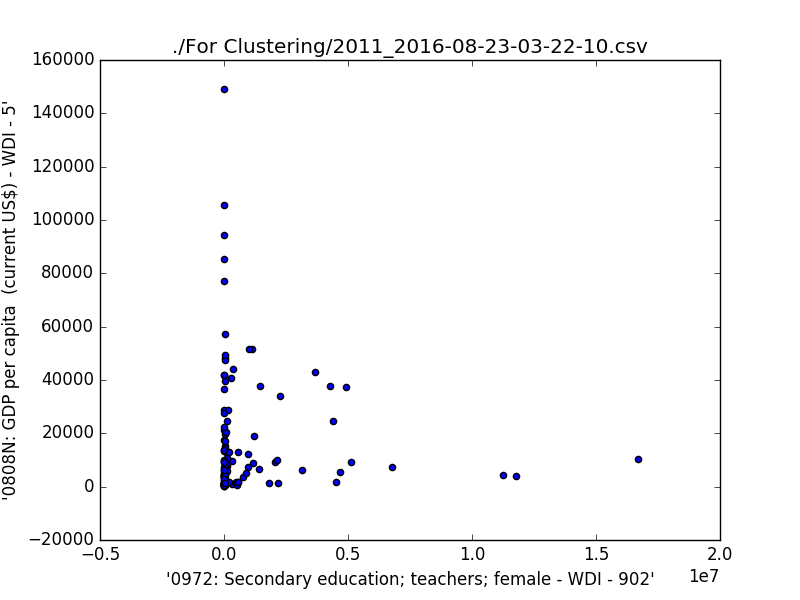 ./For Clustering/2011_2016-08-23-03-22-10.csv
160000
140000
120000
100000
80000
60000
40000
20000
0
−20000
'0808N: GDP per capita  (current US$) - WDI - 5'
−0.5 0.0 0.5 1.0 1.5 2.0
1e7
'0972: Secondary education; teachers; female - WDI - 902'